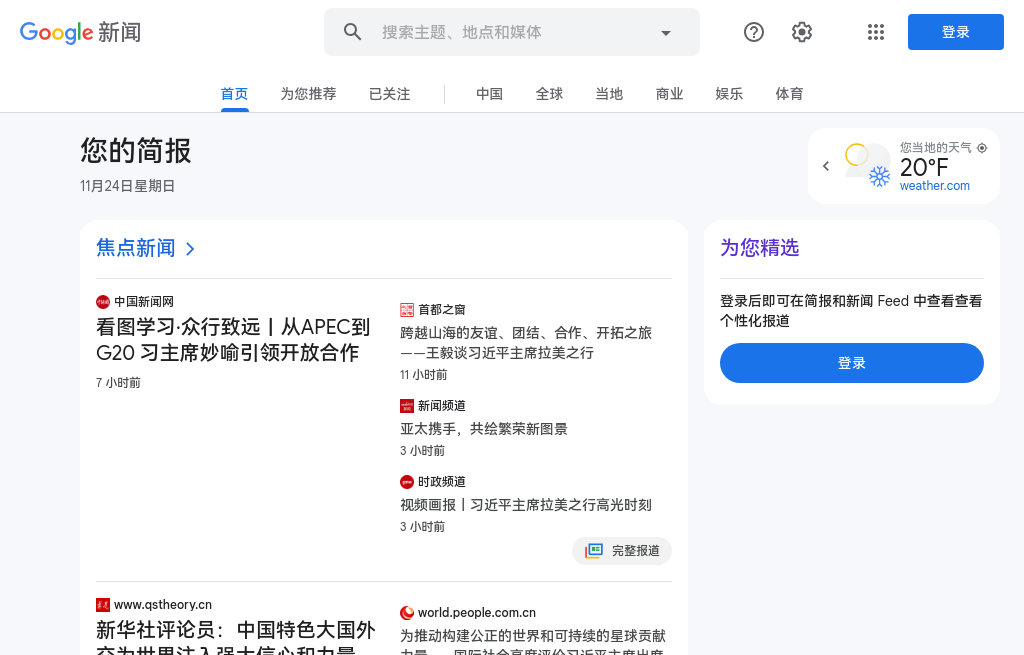 Google 新闻
搜索主题、地点和媒体
登录
首页
为您推荐
已关注
中国
全球
当地
商业
娱乐
体育
您的简报
11月24日星期日
您当地的天气
20°F
weather.com
焦点新闻
中国新闻网
看图学习·众行致远丨从APEC到
G20 习主席妙喻引领开放合作
7 小时前
首都之窗
跨越山海的友谊、团结、合作、开拓之旅
——王毅谈习近平主席拉美之行
11 小时前
新闻频道
亚太携手，共绘繁荣新图景
3 小时前
时政频道
视频画报丨习近平主席拉美之行高光时刻
3 小时前
完整报道
为您精选
登录后即可在简报和新闻 Feed 中查看查看
个性化报道
登录
www.qstheory.cn
新华社评论员：中国特色大国外
交为世界注入强大信心和力量
world.people.com.cn
为推动构建公正的世界和可持续的星球贡献
力量——国际社会高度评价习近平主席出席